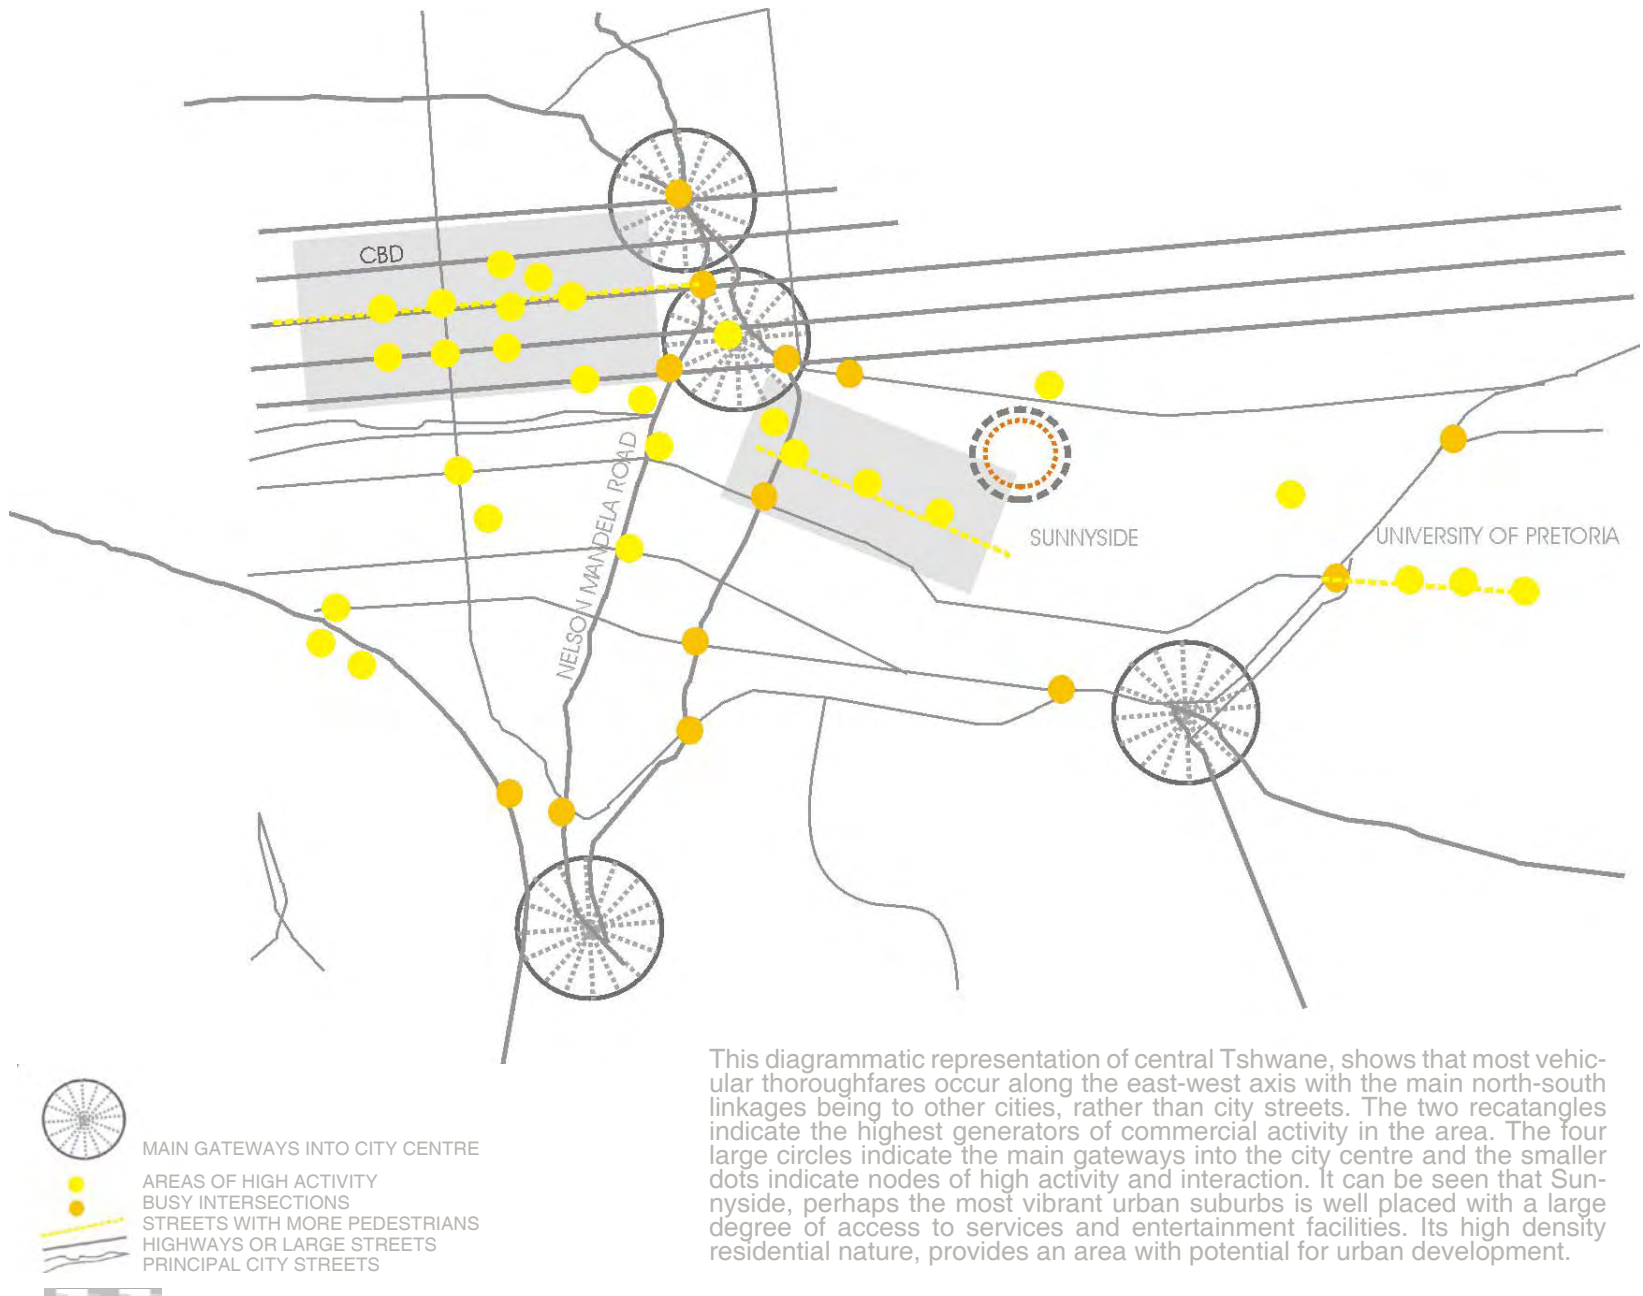 CBD
NELSON MANDELA ROAD
SUNNYSIDE
UNIVERSITY OF PRETORIA
MAIN GATEWAYS INTO CITY CENTRE
AREAS OF HIGH ACTIVITY
BUSY INTERSECTIONS
STREETS WITH MORE PEDESTRIANS
HIGHWAYS OR LARGE STREETS
PRINCIPAL CITY STREETS
This diagrammatic representation of central Tshwane, shows that most vehic-
ular thoroughfares occur along the east-west axis with the main north-south
linkages being to other cities, rather than city streets. The two recatangles
indicate the highest generators of commercial activity in the area. The four
large circles indicate the main gateways into the city centre and the smaller
dots indicate nodes of high activity and interaction. It can be seen that Sun-
nyside, perhaps the most vibrant urban suburbs is well placed with a large
degree of access to services and entertainment facilities. Its high density
residential nature, provides an area with potential for urban development.